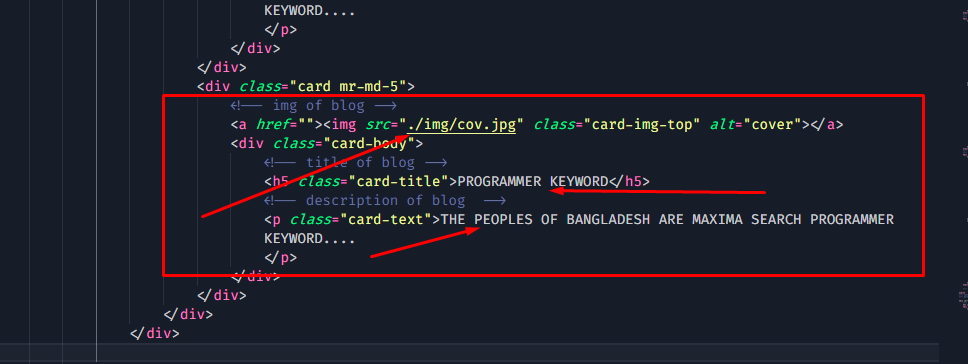 KEYWORD....
</p>
</div>
</div>
<div class="card mr-md-5">
<!-- img of blog -->
<a href=""><img src="./img/cov.jpg" class="card-img-top" alt="cover"></a>
<div class="card-body">
<!-- title of blog -->
<h5 class="card-title">PROGRAMMER KEYWORD</h5>
<!-- description of blog  -->
<p class="card-text">THE PEOPLES OF BANGLADESH ARE MAXIMA SEARCH PROGRAMMER
KEYWORD....
</p>
</div>
</div>
</div>
</div>